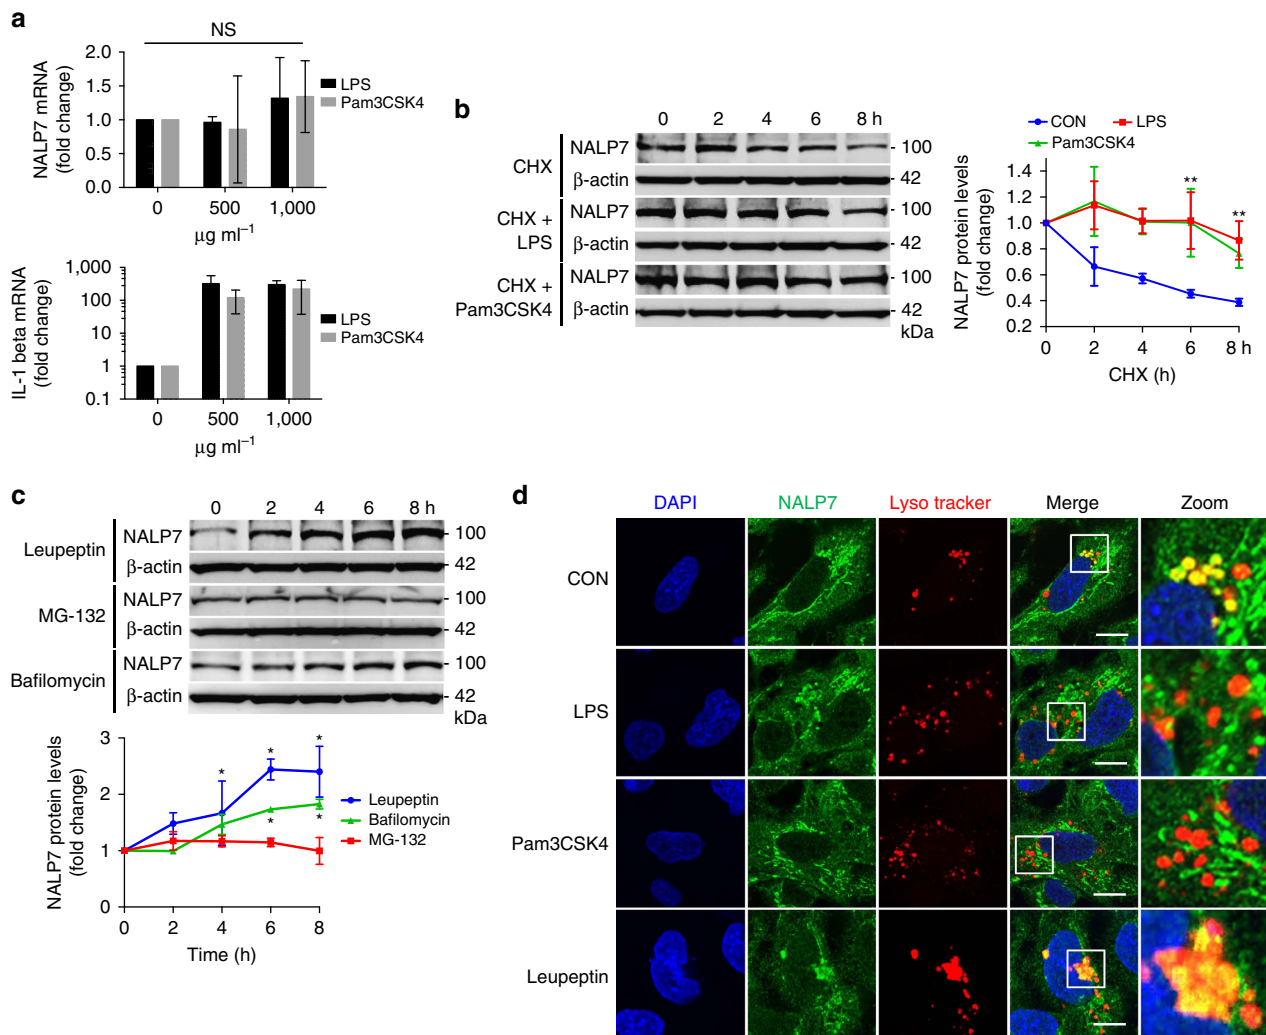 a
NS
NALP7 mRNA
(fold change)
2.0
1.5
1.0
0.5
0.0
LPS
Pam3CSK4
0 500 1,000
μg ml⁻¹
IL-1 beta mRNA
(fold change)
1,000
100
10
1
0.1
LPS
Pam3CSK4
0 500 1,000
μg ml⁻¹
b
0 2 4 6 8 h
CHX
NALP7 100
β-actin 42
CHX +
LPS
NALP7 100
β-actin 42
CHX +
Pam3CSK4
NALP7 100
β-actin 42
kDa
CON LPS
Pam3CSK4
NALP7 protein levels
(fold change)
1.4
1.2
1.0
0.8
0.6
0.4
0.2
**
**
0 2 4 6 8 h
CHX (h)
c
0 2 4 6 8 h
Leupeptin
NALP7 100
β-actin 42
MG-132
NALP7 100
β-actin 42
Bafilomycin
NALP7 100
β-actin 42
kDa
NALP7 protein levels
(fold change)
3
2
1
0
* * *
* *
Leupeptin
Bafilomycin
MG-132
0 2 4 6 8
Time (h)
d
DAPI NALP7 Lyso tracker Merge Zoom
CON
LPS
Pam3CSK4
Leupeptin